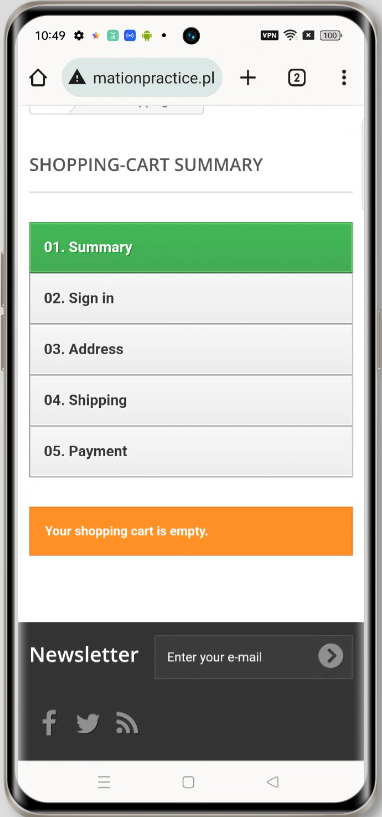 10:49
VPN
100
mationpractice.pl
2
SHOPPING-CART SUMMARY
01. Summary
02. Sign in
03. Address
04. Shipping
05. Payment
Your shopping cart is empty.
Newsletter
Enter your e-mail